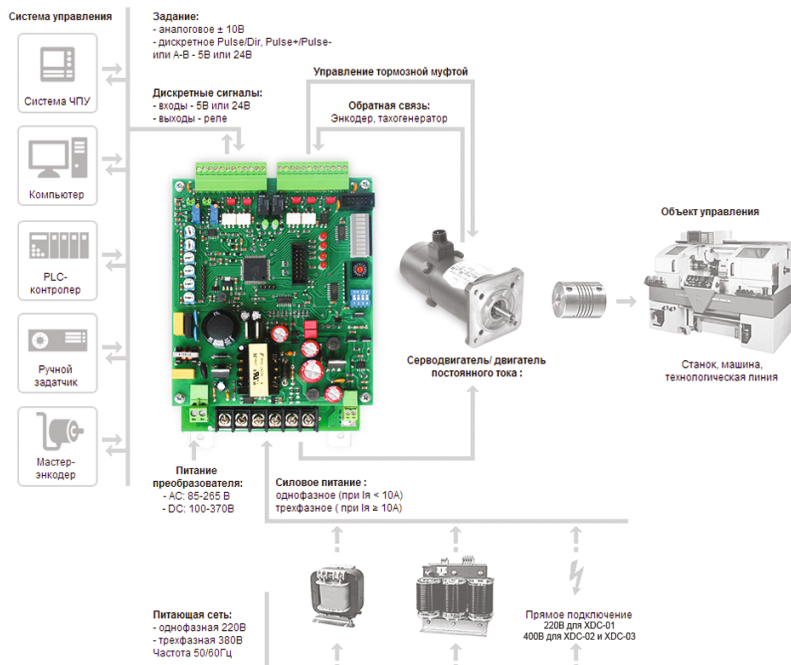 Система управления
Система ЧПУ
Компьютер
PLC-
контролер
Ручной
задатчик
Мастер-
энкодер
Задание:
- аналоговое ± 10В
- дискретное Pulse/Dir, Pulse+/Pulse-
или А-В - 5В или 24В
Дискретные сигналы:
- входы - 5В или 24В
- выходы - реле
Управление тормозной муфтой
Обратная связь:
Энкодер, тахогенератор
Серводвигатель/ двигатель
постоянного тока :
Объект управления
Станок, машина,
технологическая линия
Питание
преобразователя:
- AC: 85-265 В
- DC: 100-370В
Силовое питание :
однофазное (при Iя < 10А)
трехфазное ( при Iя ≥ 10А)
Питающая сеть:
- однофазная 220В
- трехфазная 380В
Частота 50/60Гц
Прямое подключение
220В для XDC-01
400В для XDC-02 и XDC-03